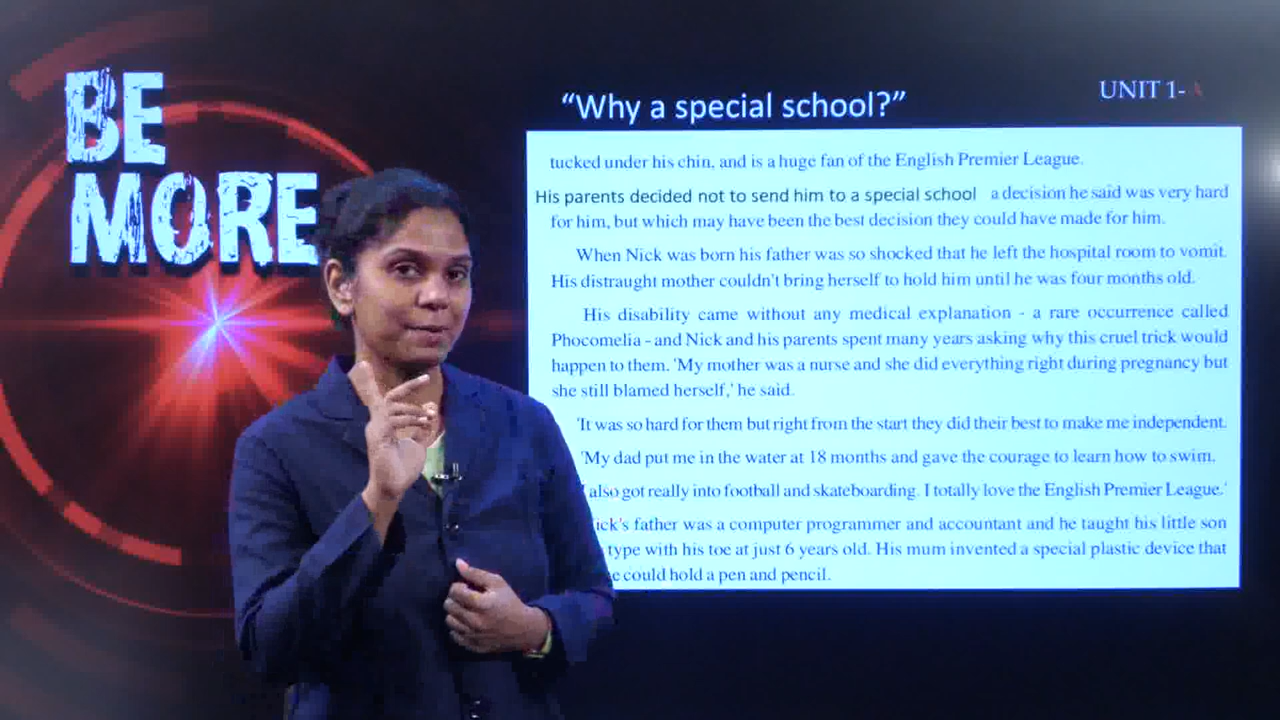 BE
MORE
"Why a special school?"
UNIT 1-
tucked under his chin, and is a huge fan of the English Premier League.
His parents decided not to send him to a special school a decision he said was very hard
for him, but which may have been the best decision they could have made for him.
When Nick was born his father was so shocked that he left the hospital room to vomit.
His distraught mother couldn't bring herself to hold him until he was four months old.
His disability came without any medical explanation - a rare occurrence called
Phocomelia - and Nick and his parents spent many years asking why this cruel trick would
happen to them. 'My mother was a nurse and she did everything right during pregnancy but
she still blamed herself,' he said.
'It was so hard for them but right from the start they did their best to make me independent.
'My dad put me in the water at 18 months and gave the courage to learn how to swim.
also got really into football and skateboarding. I totally love the English Premier League.'
father was a computer programmer and accountant and he taught his little son
type with his toe at just 6 years old. His mum invented a special plastic device that
could hold a pen and pencil.